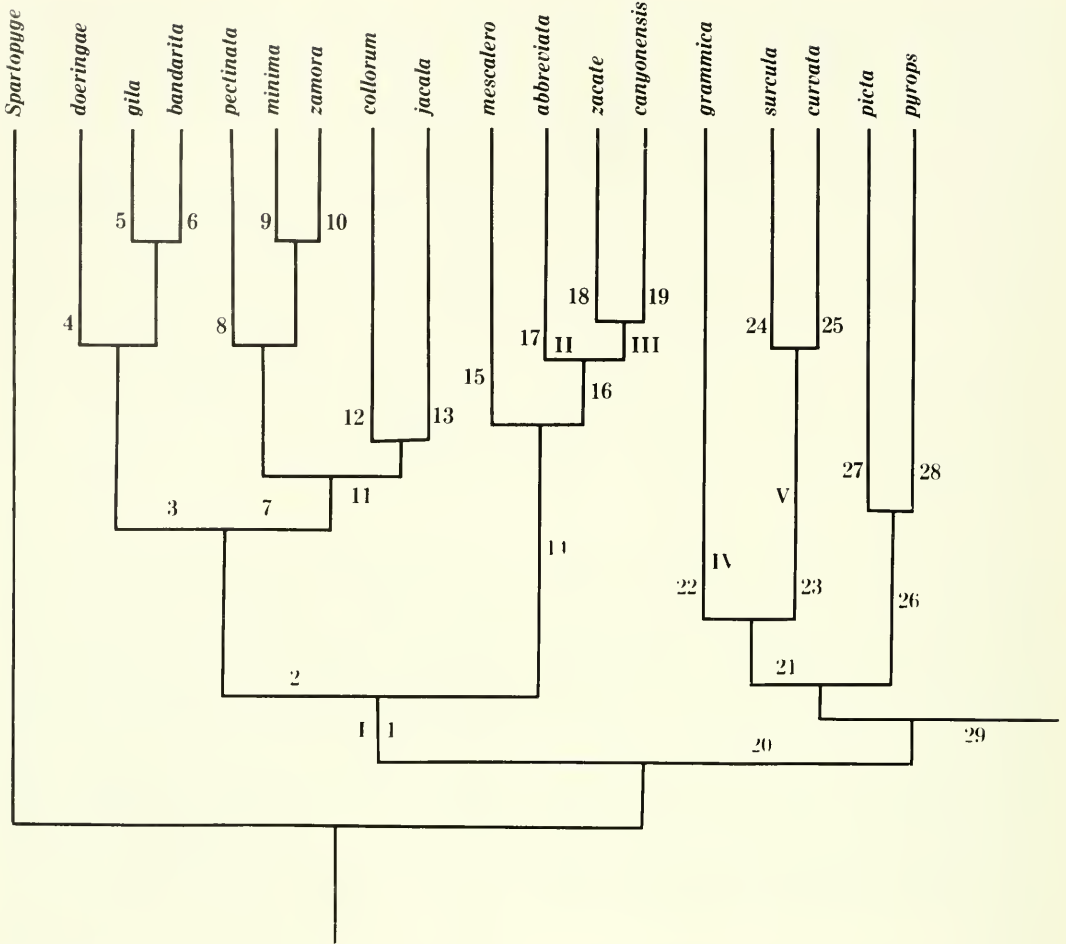 Spartopyge doeringae gila bandarita pectinata minima zamora collorum jacala mescalero abbreviata zacate canyonensis grammica surcula curvata picta pyrops
5 6 9 10
18 19
4 8 24 25
17 II III
15 16
12 13
27 28
11 V
3 7
14
IV
22 23 26
21
2
I 1
20 29